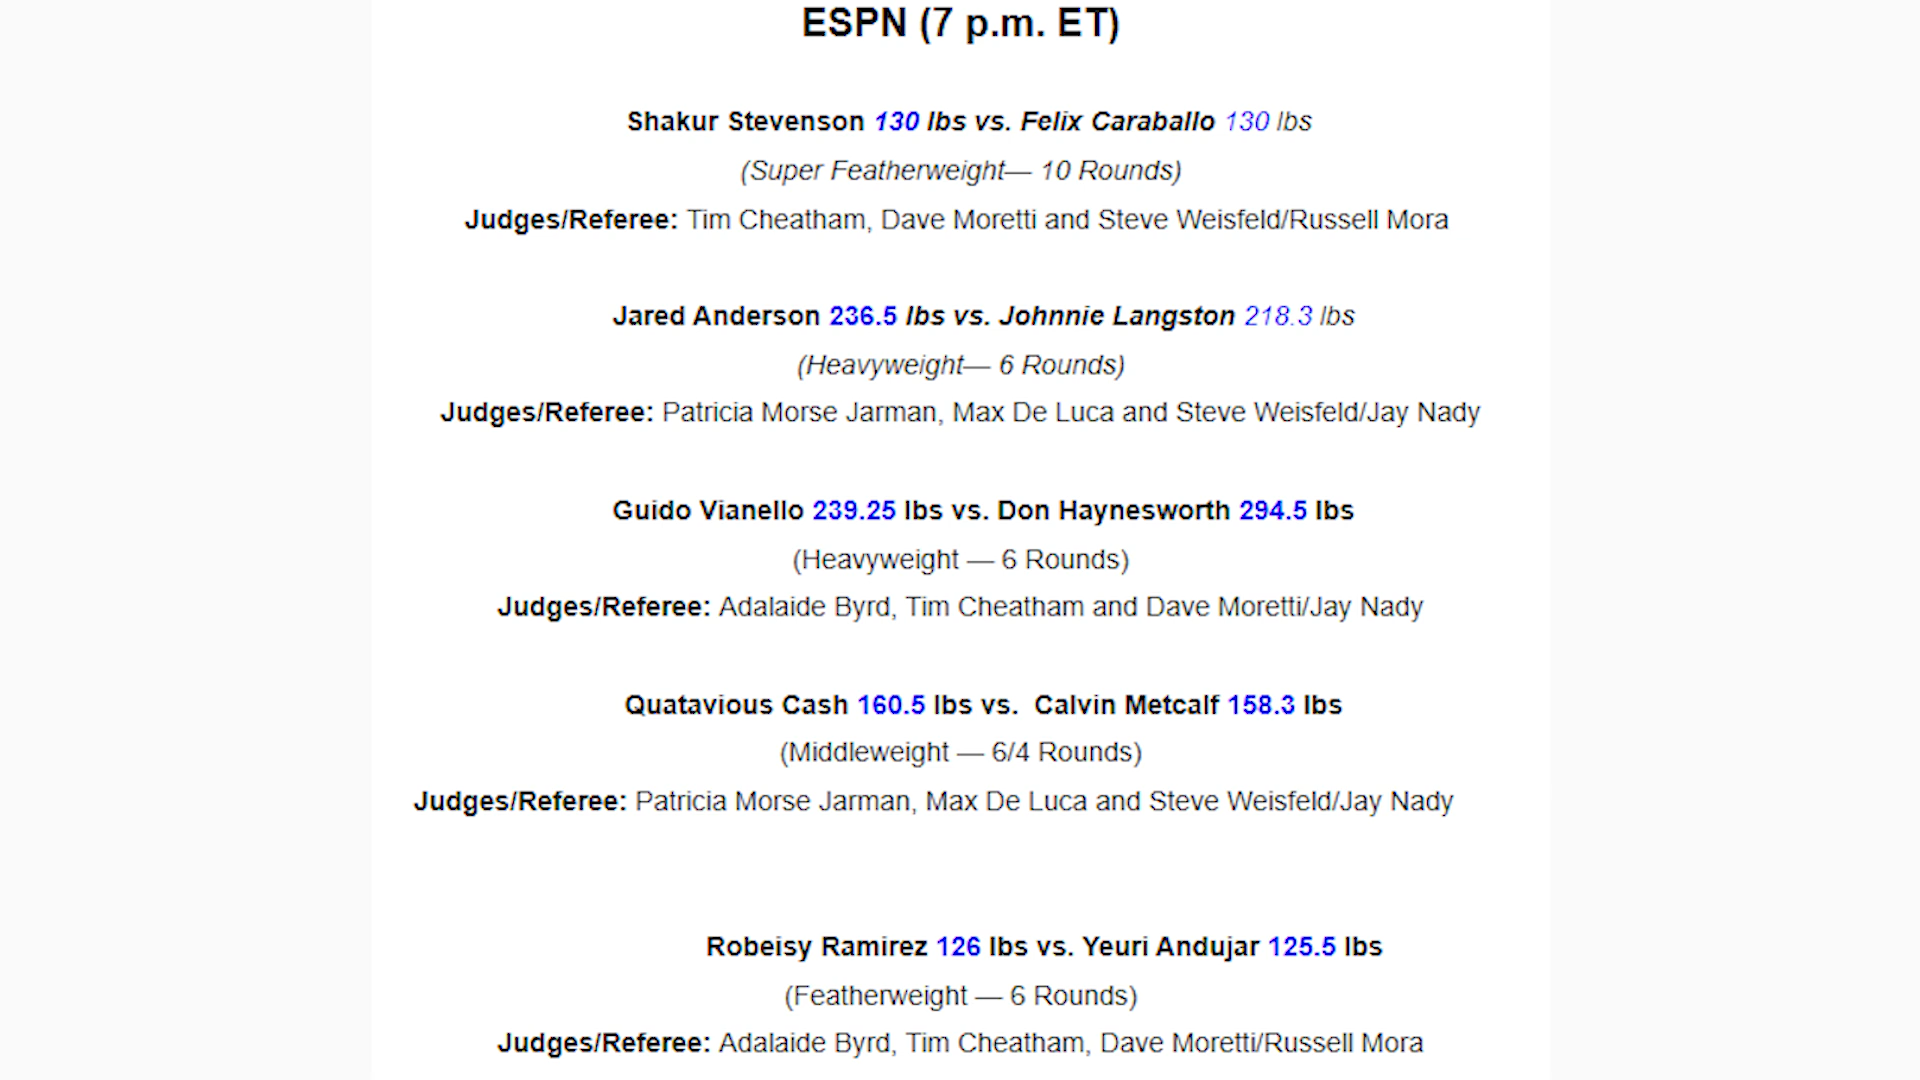 ESPN (7 p.m. ET)
Shakur Stevenson 130 lbs vs. Felix Caraballo 130 lbs
(Super Featherweight— 10 Rounds)
Judges/Referee: Tim Cheatham, Dave Moretti and Steve Weisfeld/Russell Mora
Jared Anderson 236.5 lbs vs. Johnnie Langston 218.3 lbs
(Heavyweight— 6 Rounds)
Judges/Referee: Patricia Morse Jarman, Max De Luca and Steve Weisfeld/Jay Nady
Guido Vianello 239.25 lbs vs. Don Haynesworth 294.5 lbs
(Heavyweight — 6 Rounds)
Judges/Referee: Adalaide Byrd, Tim Cheatham and Dave Moretti/Jay Nady
Quatavious Cash 160.5 lbs vs.  Calvin Metcalf 158.3 lbs
(Middleweight — 6/4 Rounds)
Judges/Referee: Patricia Morse Jarman, Max De Luca and Steve Weisfeld/Jay Nady
Robeisy Ramirez 126 lbs vs. Yeuri Andujar 125.5 lbs
(Featherweight — 6 Rounds)
Judges/Referee: Adalaide Byrd, Tim Cheatham, Dave Moretti/Russell Mora